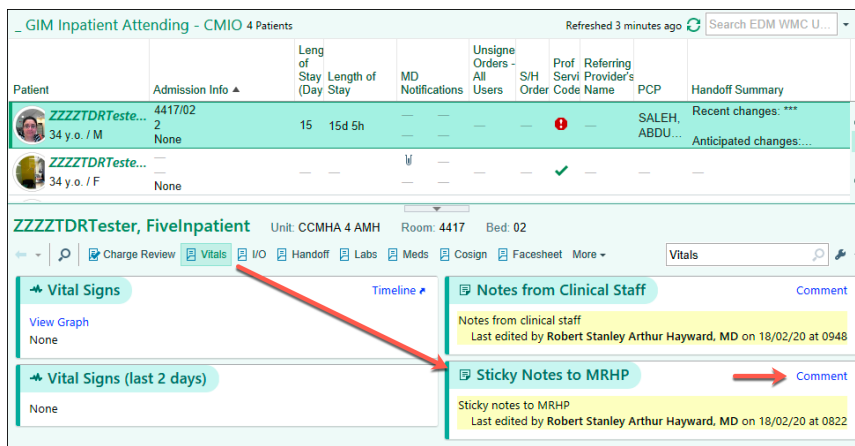 _ GIM Inpatient Attending - CMIO 4 Patients
Refreshed 3 minutes ago
Search EDM WMC U...
Patient
Admission Info
Leng of Stay (Day
Length of Stay
MD Notifications
Unsigne Orders - All Users
S/H Order
Prof Servi Code
Referring Provider's Name
PCP
Handoff Summary
ZZZZTDRTeste...
34 y.o. / M
4417/02
2
None
15
15d 5h
SALEH, ABDU...
Recent changes: ***
Anticipated changes:...
ZZZZTDRTeste...
34 y.o. / F
None
ZZZZTDRTester, FiveInpatient Unit: CCMHA 4 AMH Room: 4417 Bed: 02
Charge Review Vitals I/O Handoff Labs Meds Cosign Facesheet More
Vitals
Vital Signs
Timeline
View Graph
None
Vital Signs (last 2 days)
None
Notes from Clinical Staff
Comment
Notes from clinical staff
Last edited by Robert Stanley Arthur Hayward, MD on 18/02/20 at 0948
Sticky Notes to MRHP
Comment
Sticky notes to MRHP
Last edited by Robert Stanley Arthur Hayward, MD on 18/02/20 at 0822